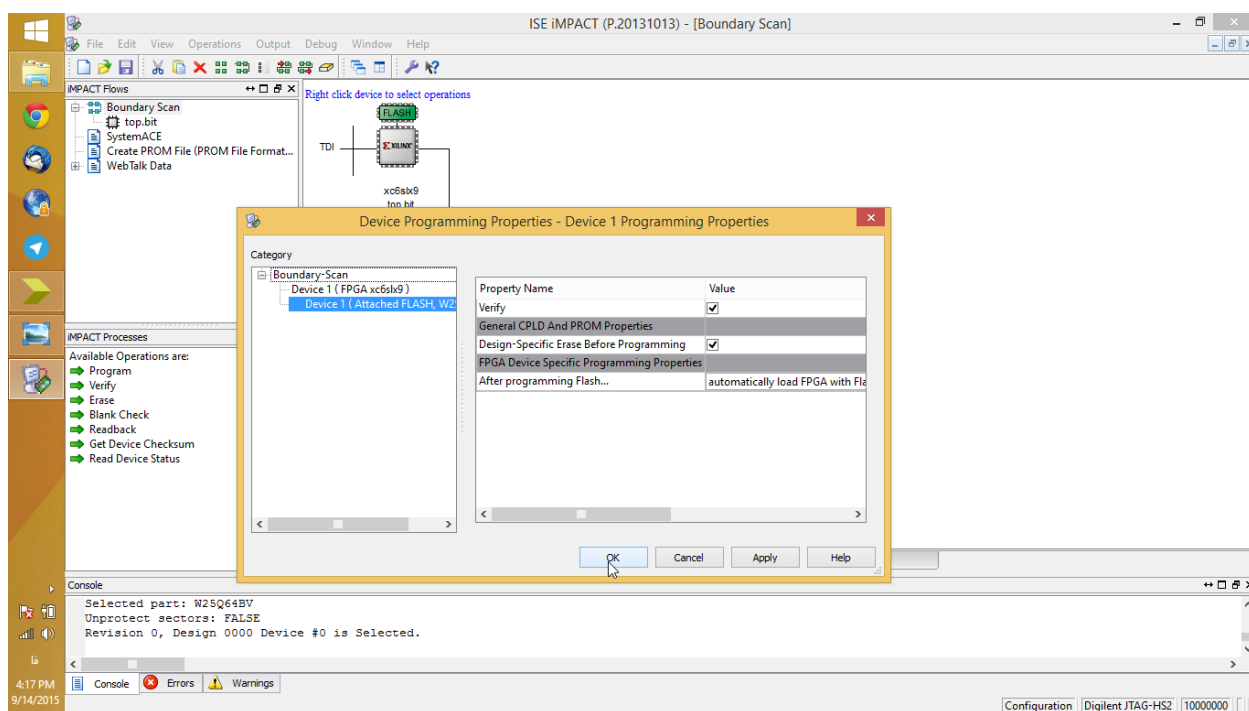 ISE iMPACT (P.20131013) - [Boundary Scan]
File Edit View Operations Output Debug Window Help
iMPACT Flows
Boundary Scan
top.bit
SystemACE
Create PROM File (PROM File Format...
WebTalk Data
Right click device to select operations
FLASH
TDI
XILINX
xc6slx9
top.bit
Device Programming Properties - Device 1 Programming Properties
Category
Boundary-Scan
Device 1 ( FPGA xc6slx9 )
Device 1 ( Attached FLASH, W2
Property Name Value
Verify
General CPLD And PROM Properties
Design-Specific Erase Before Programming
FPGA Device Specific Programming Properties
After programming Flash... automatically load FPGA with Fla
OK Cancel Apply Help
iMPACT Processes
Available Operations are:
Program
Verify
Erase
Blank Check
Readback
Get Device Checksum
Read Device Status
Console
Selected part: W25Q64BV
Unprotect sectors: FALSE
Revision 0, Design 0000 Device #0 is Selected.
Console Errors Warnings
Configuration Digilent JTAG-HS2 10000000
فا
4:17 PM
9/14/2015